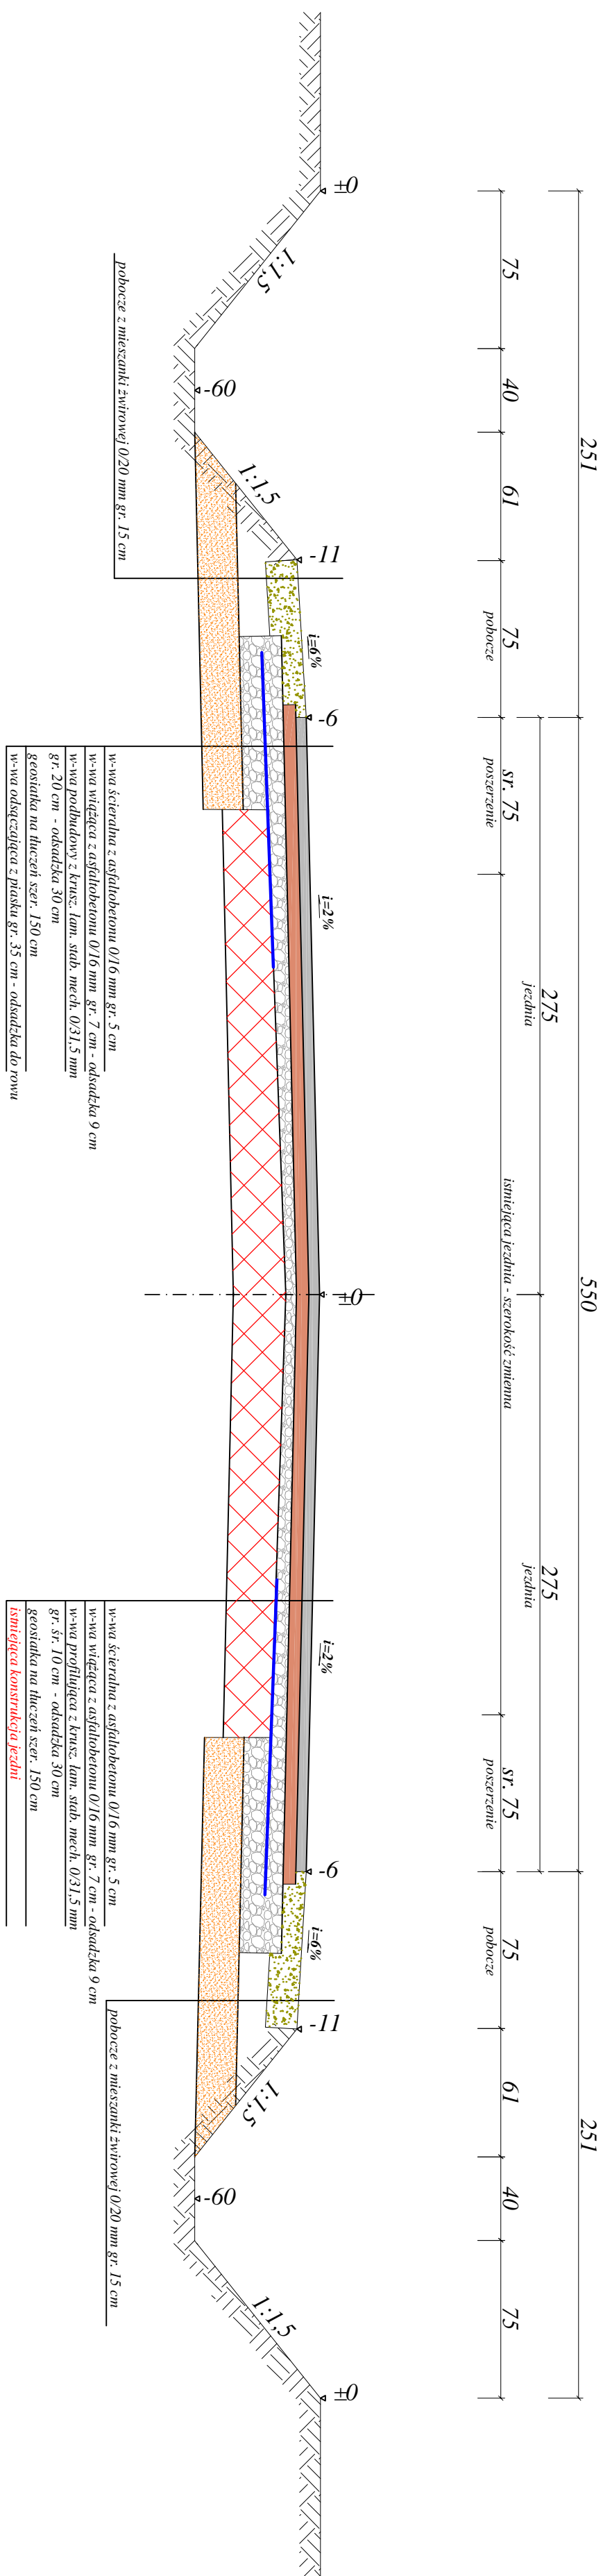 251
550
251
275
jezdnia
275
jezdnia
75
40
61
75
pobocze
sr. 75
poszerzenie
istniejąca jezdnia - szerokość zmienna
sr. 75
poszerzenie
75
pobocze
61
40
75
±0
1:1,5
-60
1:1,5
-11
i=6%
-6
i=2%
±0
i=2%
-6
i=6%
-11
1:1,5
-60
1:1,5
±0
pobocze z mieszanki żwirowej 0/20 mm gr. 15 cm
w-wa ścieralna z asfaltobetonu 0/16 mm gr. 5 cm
w-wa wiążąca z asfaltobetonu 0/16 mm gr. 7 cm - odsadzka 9 cm
w-wa podbudowy z krusz. łam. stab. mech. 0/31,5 mm
gr. 20 cm - odsadzka 30 cm
geosiatka na tłuczeń szer. 150 cm
w-wa odsączająca z piasku gr. 35 cm - odsadzka do rowu
w-wa ścieralna z asfaltobetonu 0/16 mm gr. 5 cm
w-wa wiążąca z asfaltobetonu 0/16 mm gr. 7 cm - odsadzka 9 cm
w-wa profilująca z krusz. łam. stab. mech. 0/31,5 mm
gr. śr. 10 cm - odsadzka 30 cm
geosiatka na tłuczeń szer. 150 cm
istniejąca konstrukcja jezdni
pobocze z mieszanki żwirowej 0/20 mm gr. 15 cm